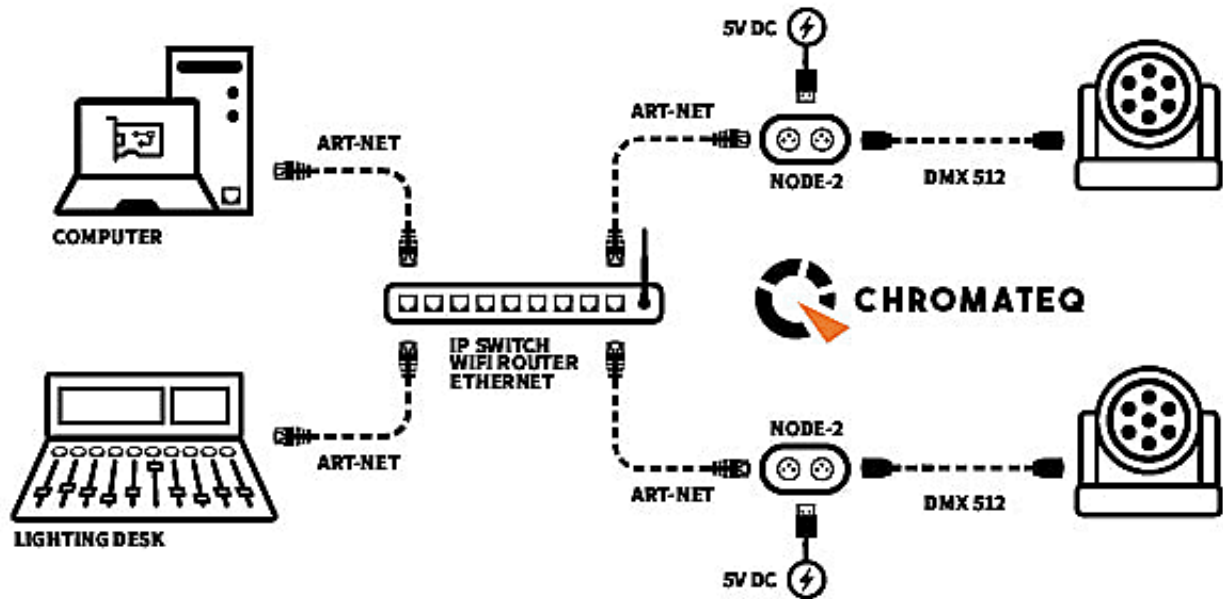 5V DC
ART-NET
ART-NET
NODE-2
DMX 512
COMPUTER
CHROMATEQ
IP SWITCH
WIFI ROUTER
ETHERNET
NODE-2
ART-NET
ART-NET
DMX 512
LIGHTING DESK
5V DC